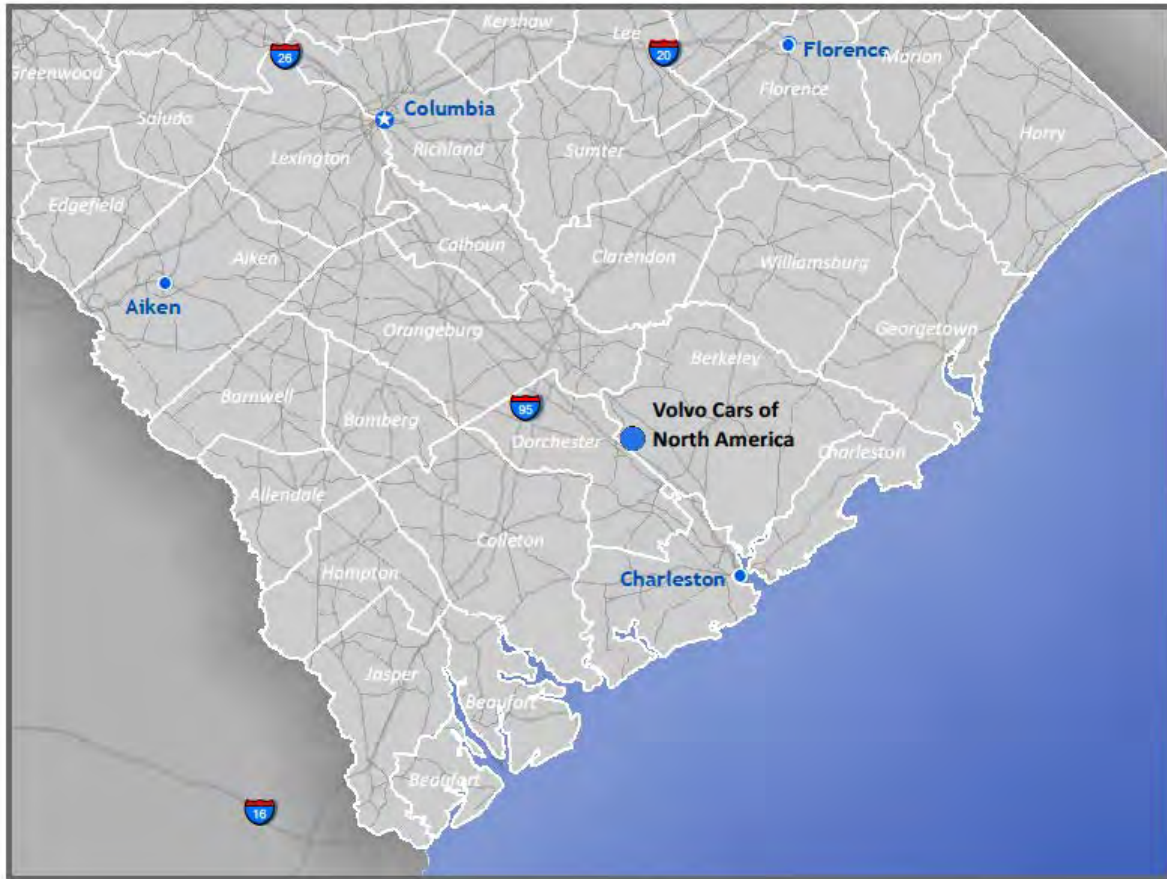 Kershaw
Lee
26
20
Florence
Marion
Greenwood
Florence
Saluda
Columbia
Horry
Lexington
Richland
Sumter
Edgefield
Aiken
Calhoun
Clarendon
Williamsburg
Aiken
Orangeburg
Georgetown
Berkeley
Barnwell
Bamberg
95
Volvo Cars of
North America
Dorchester
Charleston
Allendale
Colleton
Hampton
Charleston
Jasper
Beaufort
Beaufort
16